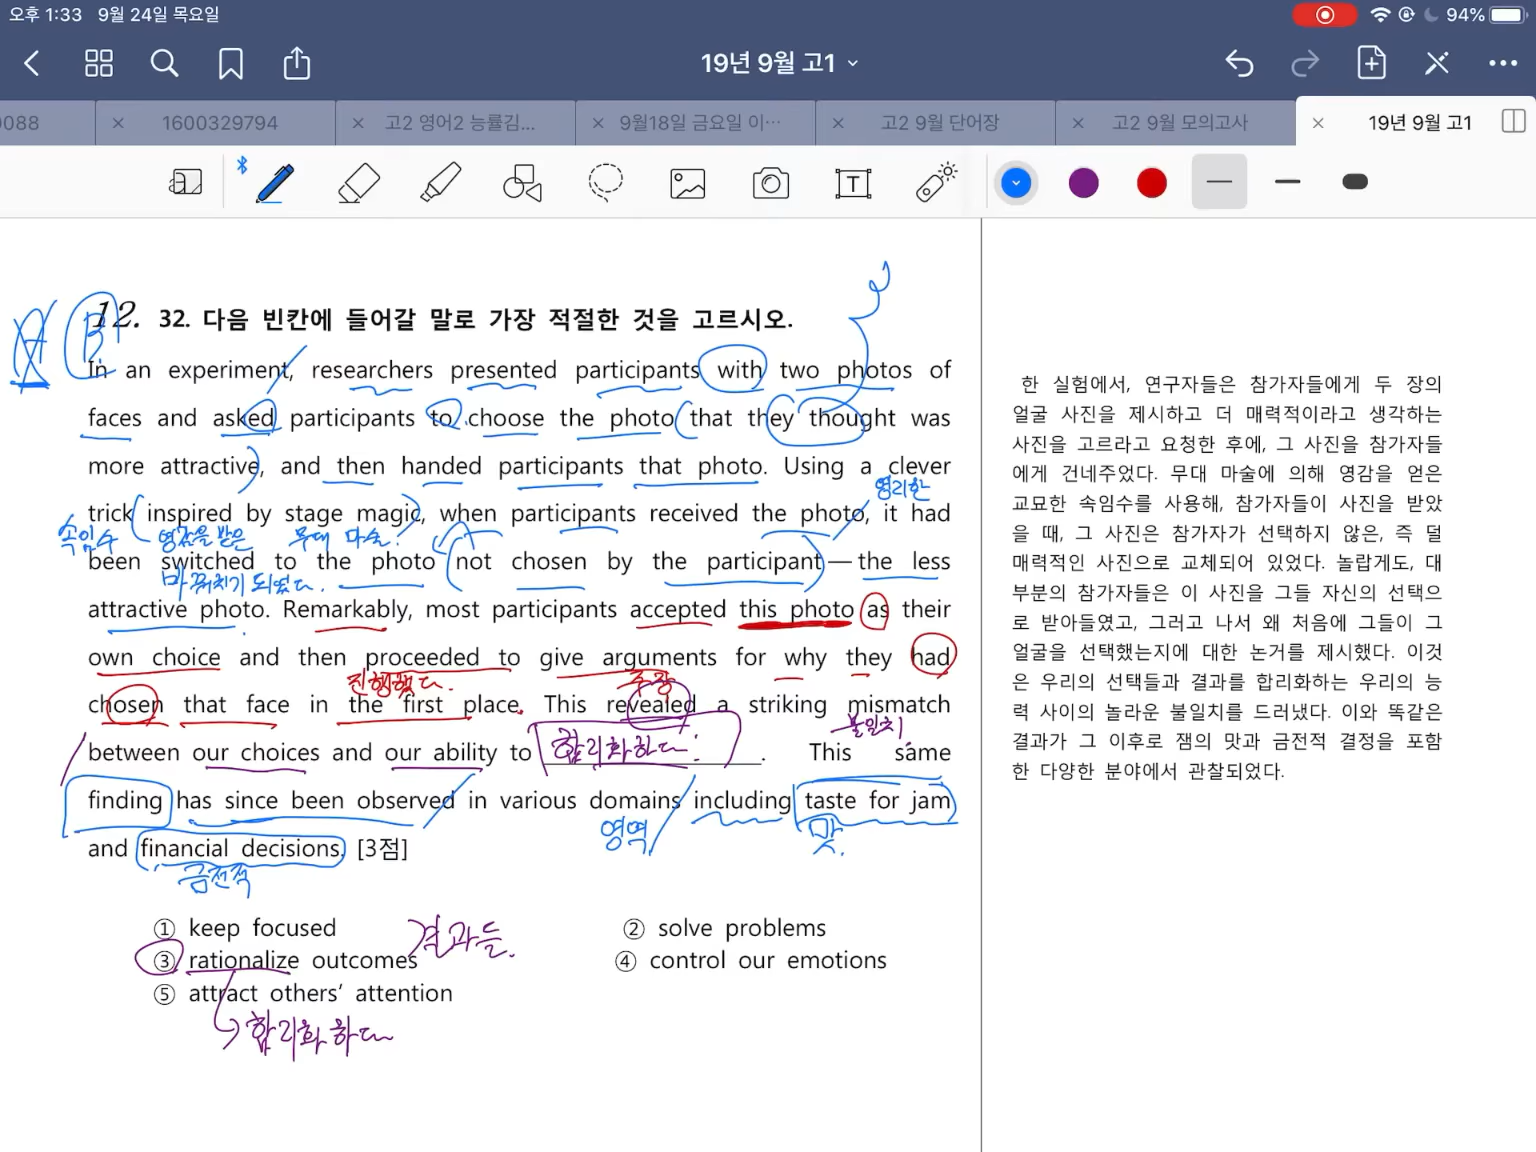 오후 1:33 9월 24일 목요일
94%
19년 9월 고1
0088
1600329794
고2 영어2 능률김...
9월18일 금요일 이...
고2 9월 단어장
고2 9월 모의고사
19년 9월 고1
12. 32. 다음 빈칸에 들어갈 말로 가장 적절한 것을 고르시오.
B
In an experiment, researchers presented participants with two photos of
faces and asked participants to choose the photo that they thought was
more attractive, and then handed participants that photo. Using a clever
영리한
trick inspired by stage magic, when participants received the photo, it had
속임수 영감을 받은 무대 마술.
been switched to the photo not chosen by the participant—the less
바꿔치기 되었다.
attractive photo. Remarkably, most participants accepted this photo as their
own choice and then proceeded to give arguments for why they had
진행했다. 주장
chosen that face in the first place. This revealed a striking mismatch
불일치
between our choices and our ability to 합리화하다. This same
finding has since been observed in various domains including taste for jam
영역 맛.
and financial decisions. [3점]
금전적
① keep focused ② solve problems
결과들.
③ rationalize outcomes ④ control our emotions
⑤ attract others' attention
합리화 하다
한 실험에서, 연구자들은 참가자들에게 두 장의
얼굴 사진을 제시하고 더 매력적이라고 생각하는
사진을 고르라고 요청한 후에, 그 사진을 참가자들
에게 건네주었다. 무대 마술에 의해 영감을 얻은
교묘한 속임수를 사용해, 참가자들이 사진을 받았
을 때, 그 사진은 참가자가 선택하지 않은, 즉 덜
매력적인 사진으로 교체되어 있었다. 놀랍게도, 대
부분의 참가자들은 이 사진을 그들 자신의 선택으
로 받아들였고, 그러고 나서 왜 처음에 그들이 그
얼굴을 선택했는지에 대한 논거를 제시했다. 이것
은 우리의 선택들과 결과를 합리화하는 우리의 능
력 사이의 놀라운 불일치를 드러냈다. 이와 똑같은
결과가 그 이후로 잼의 맛과 금전적 결정을 포함
한 다양한 분야에서 관찰되었다.